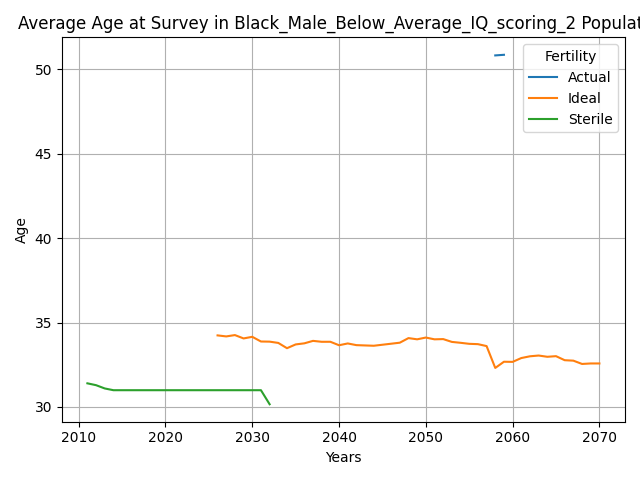 Average Age at Survey in Black_Male_Below_Average_IQ_scoring_2 Populat
Fertility
Actual
Ideal
Sterile
50
45
40
35
30
Age
2010 2020 2030 2040 2050 2060 2070
Years